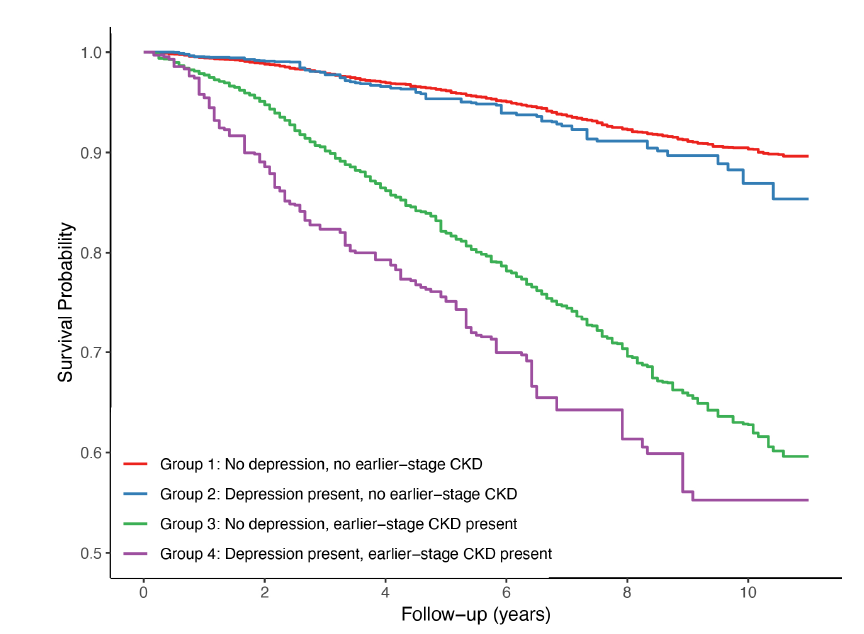 1.0
0.9
0.8
0.7
0.6
0.5
Survival Probability
Group 1: No depression, no earlier−stage CKD
Group 2: Depression present, no earlier−stage CKD
Group 3: No depression, earlier−stage CKD present
Group 4: Depression present, earlier−stage CKD present
0 2 4 6 8 10
Follow−up (years)